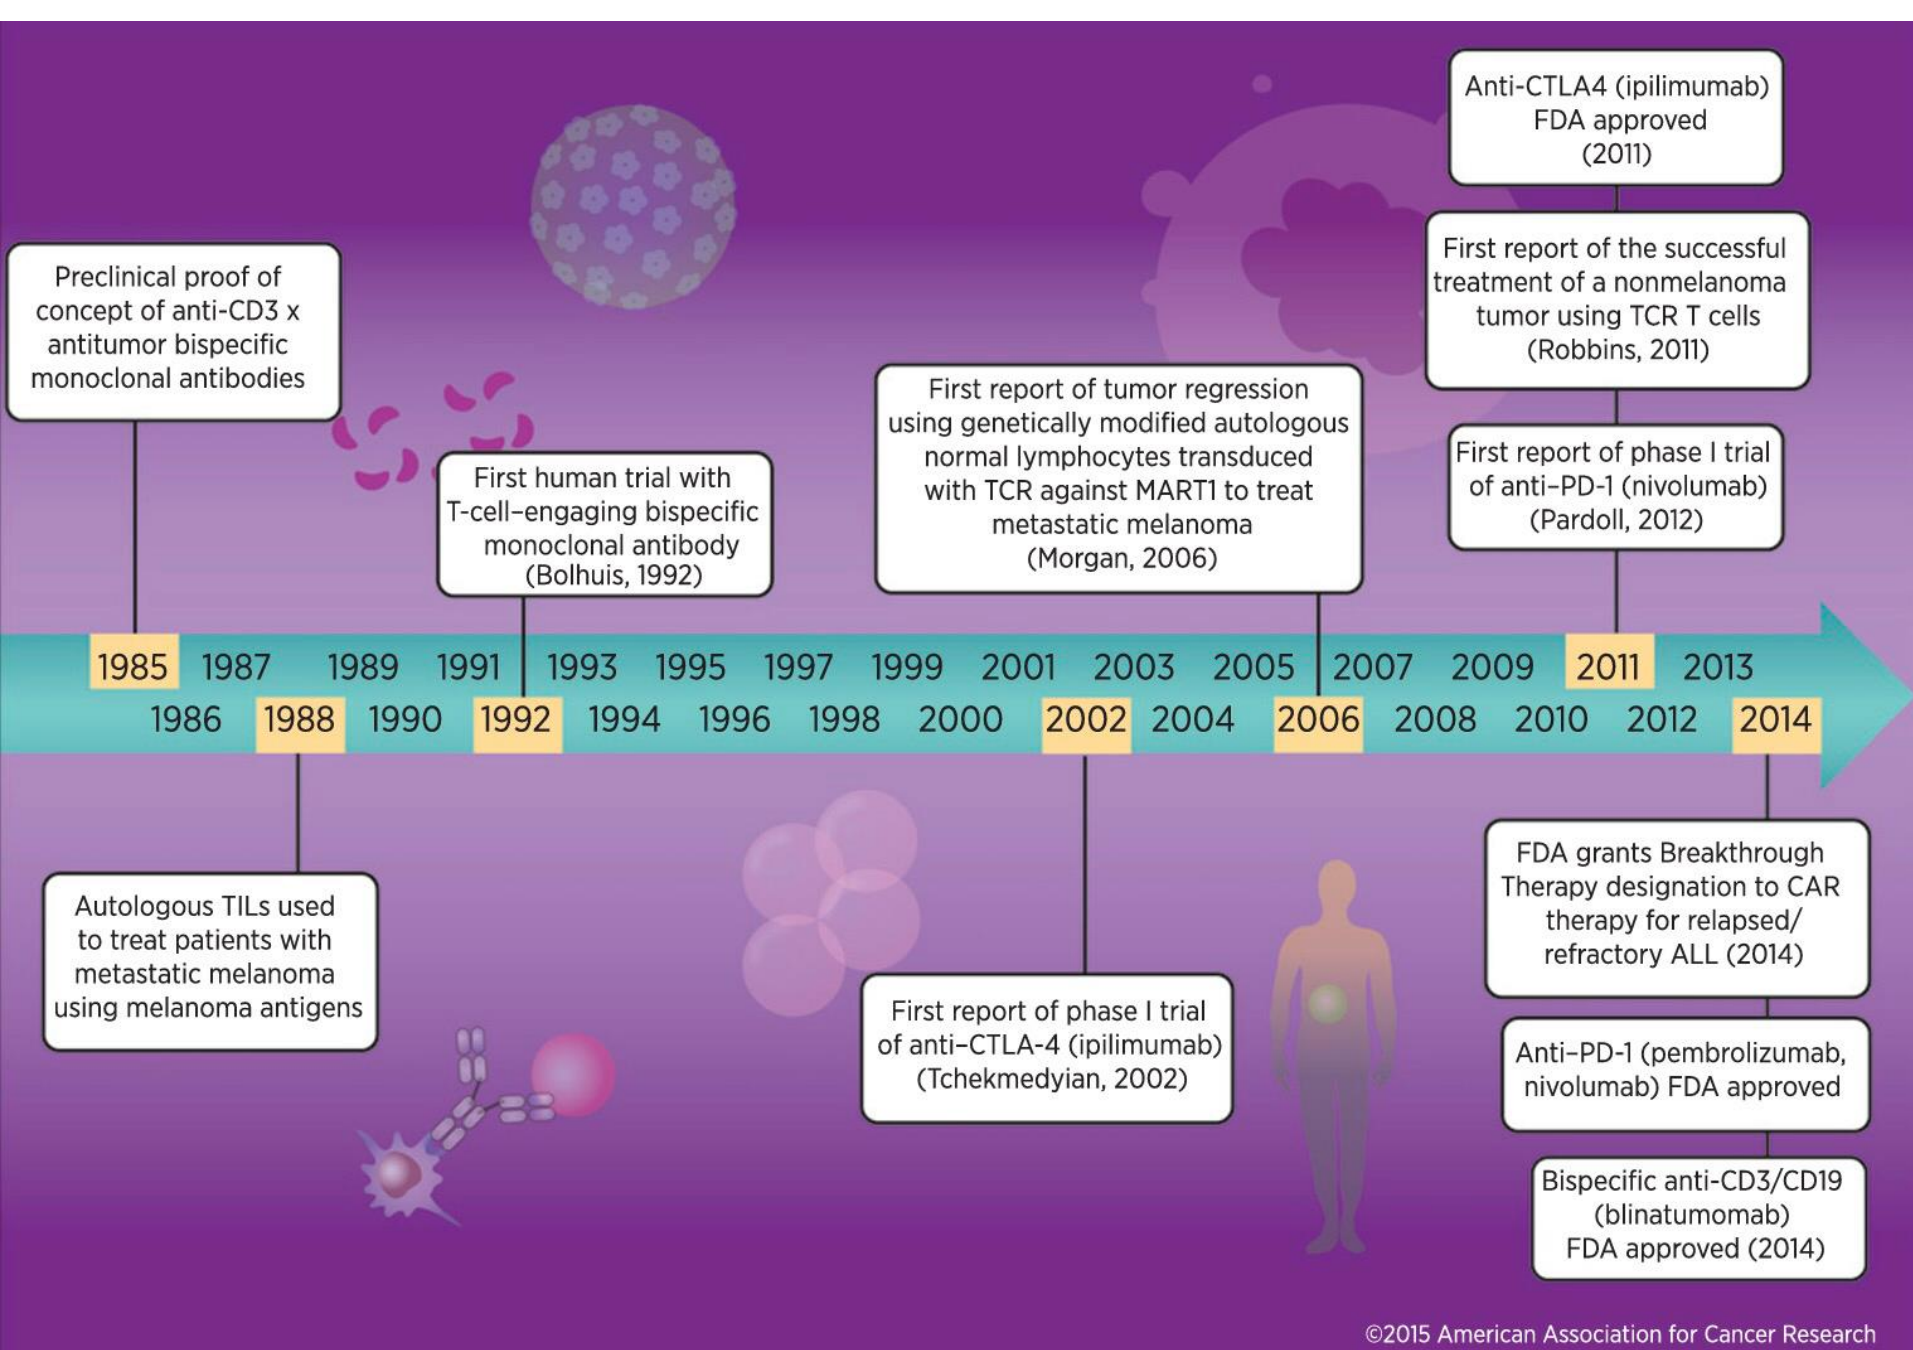 Anti-CTLA4 (ipilimumab)
FDA approved
(2011)
First report of the successful
treatment of a nonmelanoma
tumor using TCR T cells
(Robbins, 2011)
First report of phase I trial
of anti–PD-1 (nivolumab)
(Pardoll, 2012)
Preclinical proof of
concept of anti-CD3 x
antitumor bispecific
monoclonal antibodies
First human trial with
T-cell–engaging bispecific
monoclonal antibody
(Bolhuis, 1992)
First report of tumor regression
using genetically modified autologous
normal lymphocytes transduced
with TCR against MART1 to treat
metastatic melanoma
(Morgan, 2006)
1985 1987 1989 1991 1993 1995 1997 1999 2001 2003 2005 2007 2009 2011 2013
1986 1988 1990 1992 1994 1996 1998 2000 2002 2004 2006 2008 2010 2012 2014
Autologous TILs used
to treat patients with
metastatic melanoma
using melanoma antigens
First report of phase I trial
of anti–CTLA-4 (ipilimumab)
(Tchekmedyian, 2002)
FDA grants Breakthrough
Therapy designation to CAR
therapy for relapsed/
refractory ALL (2014)
Anti–PD-1 (pembrolizumab,
nivolumab) FDA approved
Bispecific anti-CD3/CD19
(blinatumomab)
FDA approved (2014)
©2015 American Association for Cancer Research